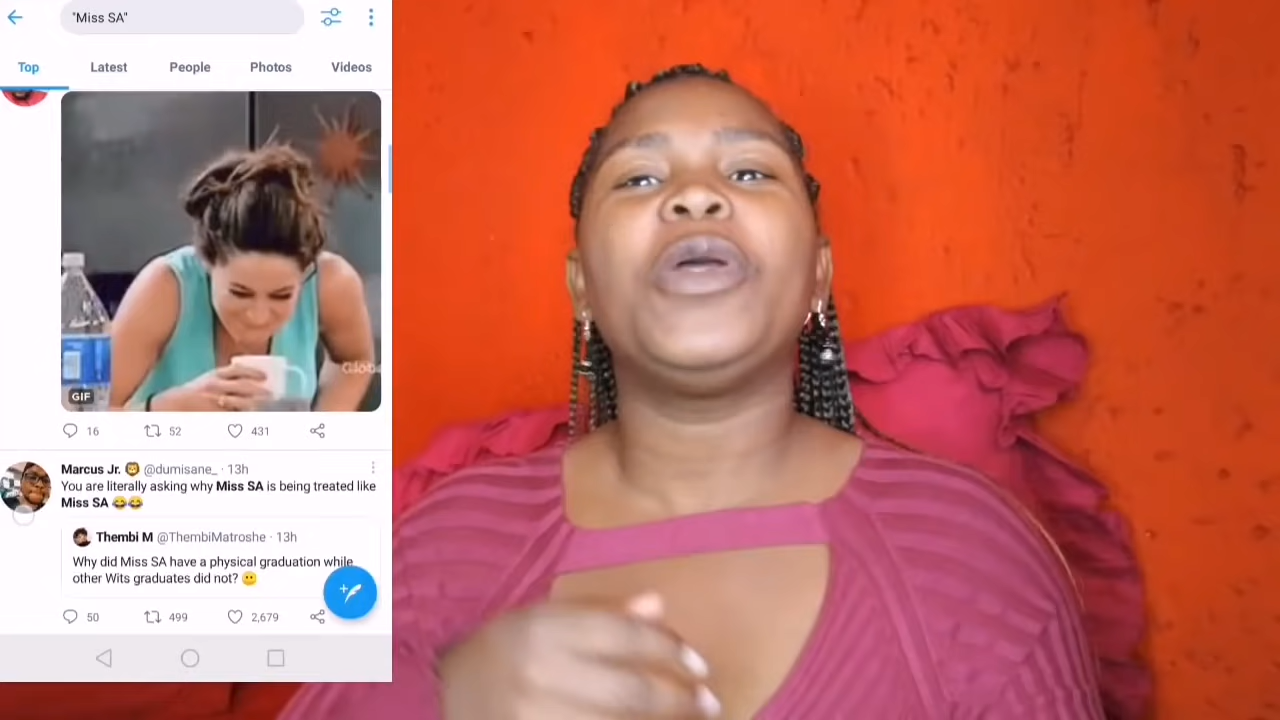 "Miss SA"
Top Latest People Photos Videos
GIF
16 52 431
Marcus Jr. 🦁 @dumisane_ · 13h
You are literally asking why Miss SA is being treated like
Miss SA 😂😂
Thembi M @ThembiMatroshe · 13h
Why did Miss SA have a physical graduation while
other Wits graduates did not? 😶
50 499 2,679